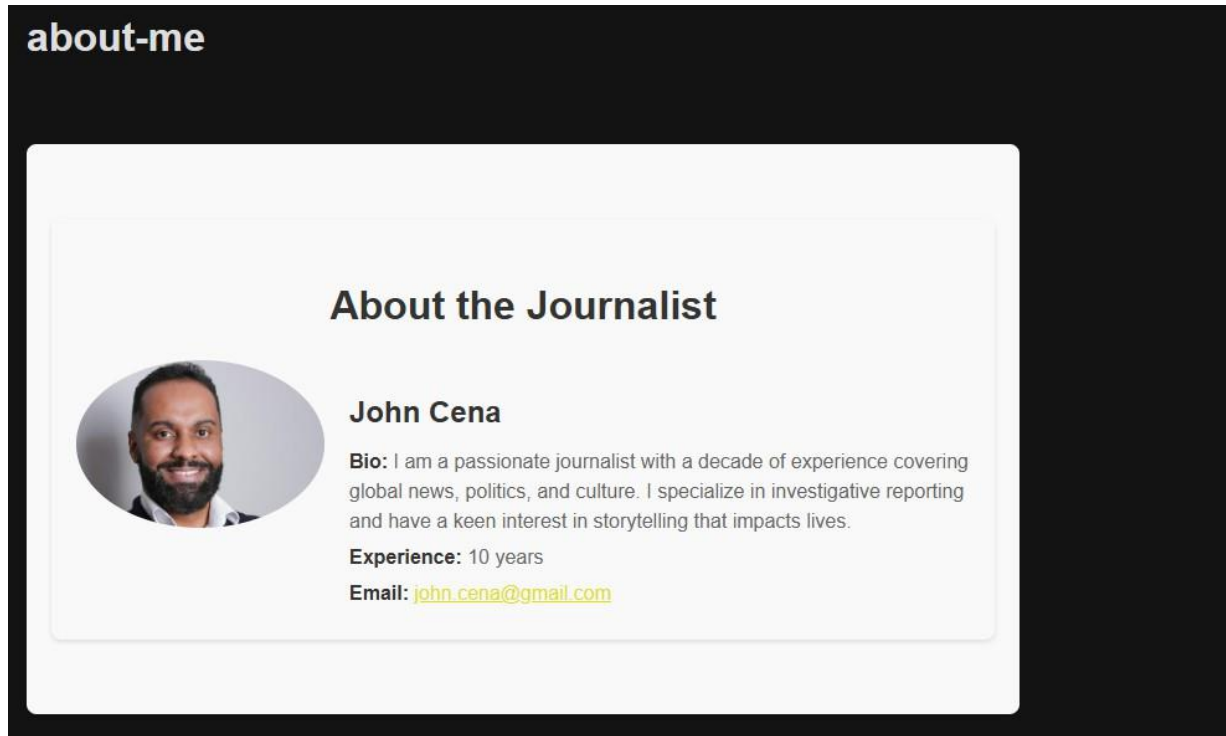 about-me
About the Journalist
John Cena
Bio: I am a passionate journalist with a decade of experience covering
global news, politics, and culture. I specialize in investigative reporting
and have a keen interest in storytelling that impacts lives.
Experience: 10 years
Email: john.cena@gmail.com